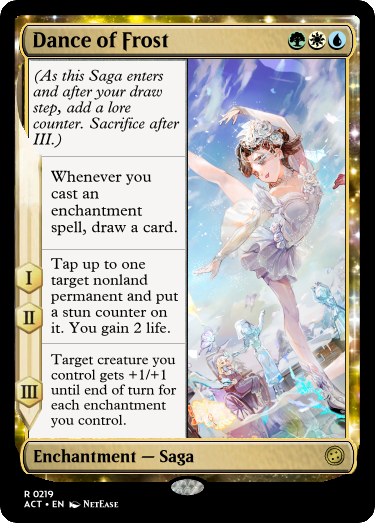 Dance of Frost
(As this Saga enters
and after your draw
step, add a lore
counter. Sacrifice after
III.)
Whenever you
cast an
enchantment
spell, draw a card.
I
II
Tap up to one
target nonland
permanent and put
a stun counter on
it. You gain 2 life.
III
Target creature you
control gets +1/+1
until end of turn for
each enchantment
you control.
Enchantment — Saga
R 0219
ACT • EN NETEASE